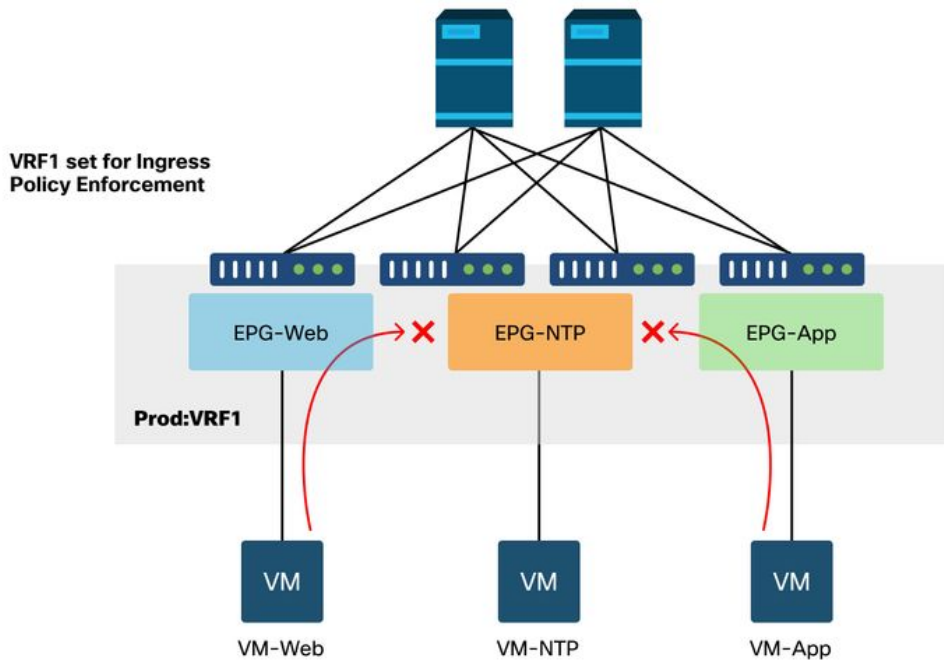 VRF1 set for Ingress
Policy Enforcement
EPG-Web
EPG-NTP
EPG-App
Prod:VRF1
VM
VM
VM
VM-Web
VM-NTP
VM-App